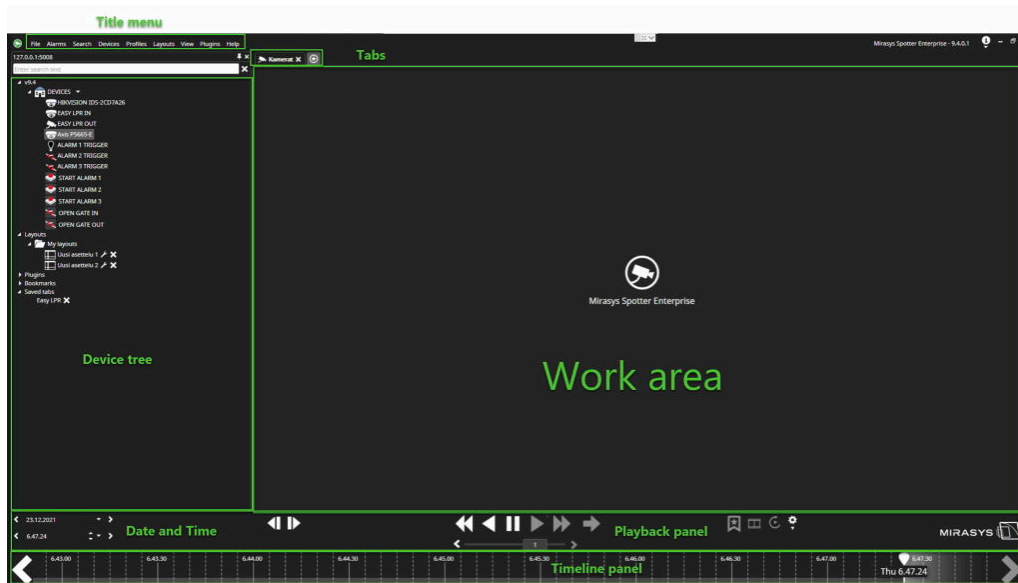 Title menu
File Alarms Search Devices Profiles Layouts View Plugins Help
Mirasys Spotter Enterprise - 9.4.0.1
127.0.0.1:5008
Kamerat
Tabs
Enter search text
v9.4
DEVICES
HIKVISION IDS-2CD7A26
EASY LPR IN
EASY LPR OUT
Axis P5665-E
ALARM 1 TRIGGER
ALARM 2 TRIGGER
ALARM 3 TRIGGER
START ALARM 1
START ALARM 2
START ALARM 3
OPEN GATE IN
OPEN GATE OUT
Layouts
My layouts
Uusi asettelu 1
Uusi asettelu 2
Plugins
Bookmarks
Saved tabs
Easy LPR
Device tree
Mirasys Spotter Enterprise
Work area
23.12.2021
6.47.24
Date and Time
1
Playback panel
MIRASYS
6.43.00 6.43.30 6.44.00 6.44.30 6.45.00 6.45.30 6.46.00 6.46.30 6.47.00 6.47.30
Timeline panel
Thu 6.47.24